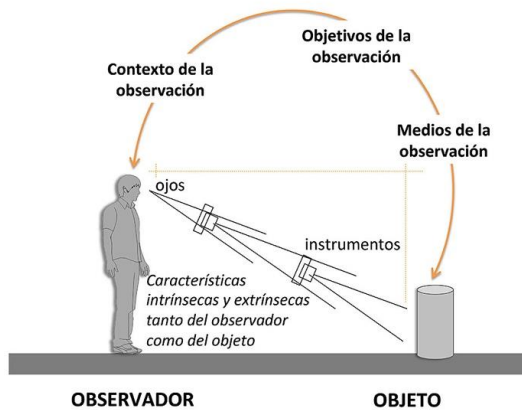 Objetivos de la
observación
Contexto de la
observación
Medios de la
observación
ojos
instrumentos
Características
intrínsecas y extrínsecas
tanto del observador
como del objeto
OBSERVADOR
OBJETO